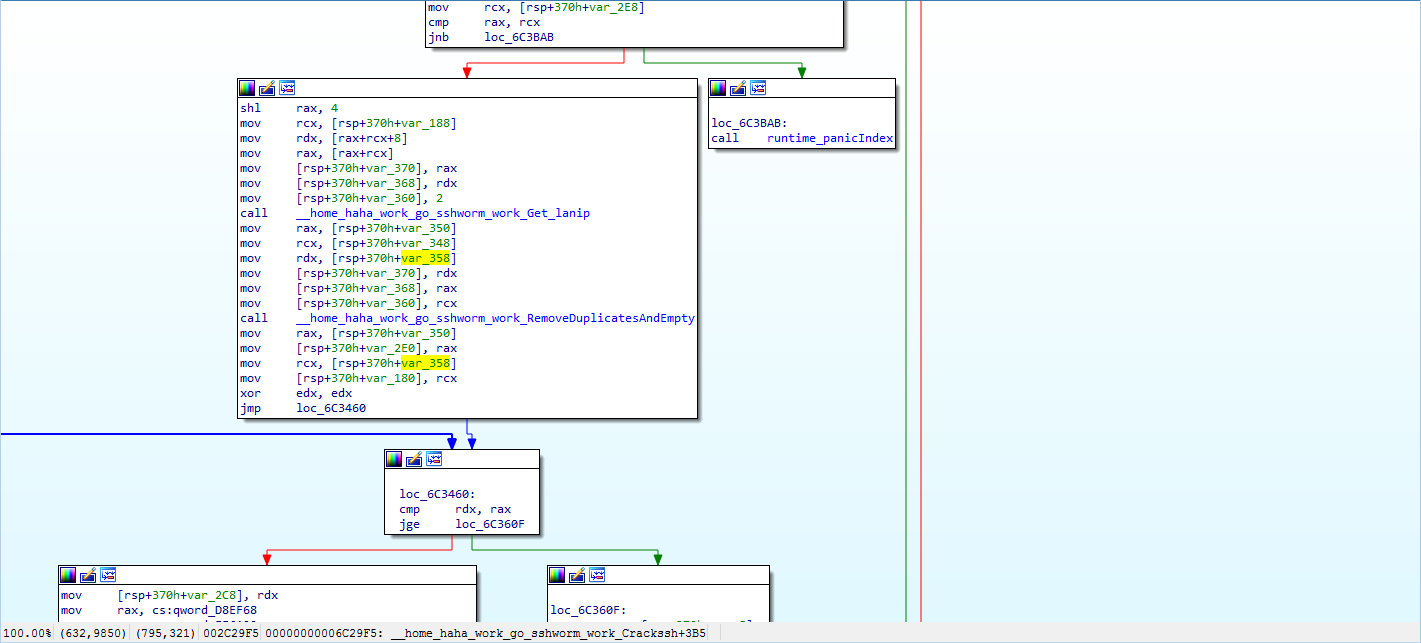 mov rcx, [rsp+370h+var_2E8]
cmp rax, rcx
jnb loc_6C3BAB
shl rax, 4
mov rcx, [rsp+370h+var_188]
mov rdx, [rax+rcx+8]
mov rax, [rax+rcx]
mov [rsp+370h+var_370], rax
mov [rsp+370h+var_368], rdx
mov [rsp+370h+var_360], 2
call __home_haha_work_go_sshworm_work_Get_lanip
mov rax, [rsp+370h+var_350]
mov rcx, [rsp+370h+var_348]
mov rdx, [rsp+370h+var_358]
mov [rsp+370h+var_370], rdx
mov [rsp+370h+var_368], rax
mov [rsp+370h+var_360], rcx
call __home_haha_work_go_sshworm_work_RemoveDuplicatesAndEmpty
mov rax, [rsp+370h+var_350]
mov [rsp+370h+var_2E0], rax
mov rcx, [rsp+370h+var_358]
mov [rsp+370h+var_180], rcx
xor edx, edx
jmp loc_6C3460
loc_6C3BAB:
call runtime_panicIndex
loc_6C3460:
cmp rdx, rax
jge loc_6C360F
mov [rsp+370h+var_2C8], rdx
mov rax, cs:qword_D8EF68
loc_6C360F:
100.00% (632,9850) (795,321) 002C29F5 00000000006C29F5: __home_haha_work_go_sshworm_work_Crackssh+3B5